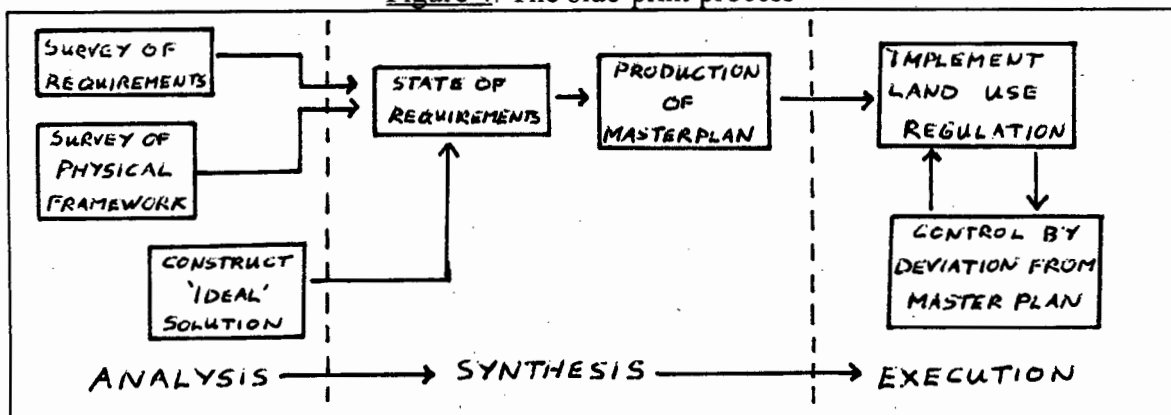 Figure The blue-print process
SURVEY OF
REQUIREMENTS
SURVEY OF
PHYSICAL
FRAMEWORK
CONSTRUCT
'IDEAL'
SOLUTION
STATE OF
REQUIREMENTS
PRODUCTION
OF
MASTERPLAN
IMPLEMENT
LAND USE
REGULATION
CONTROL BY
DEVIATION FROM
MASTER PLAN
ANALYSIS
SYNTHESIS
EXECUTION